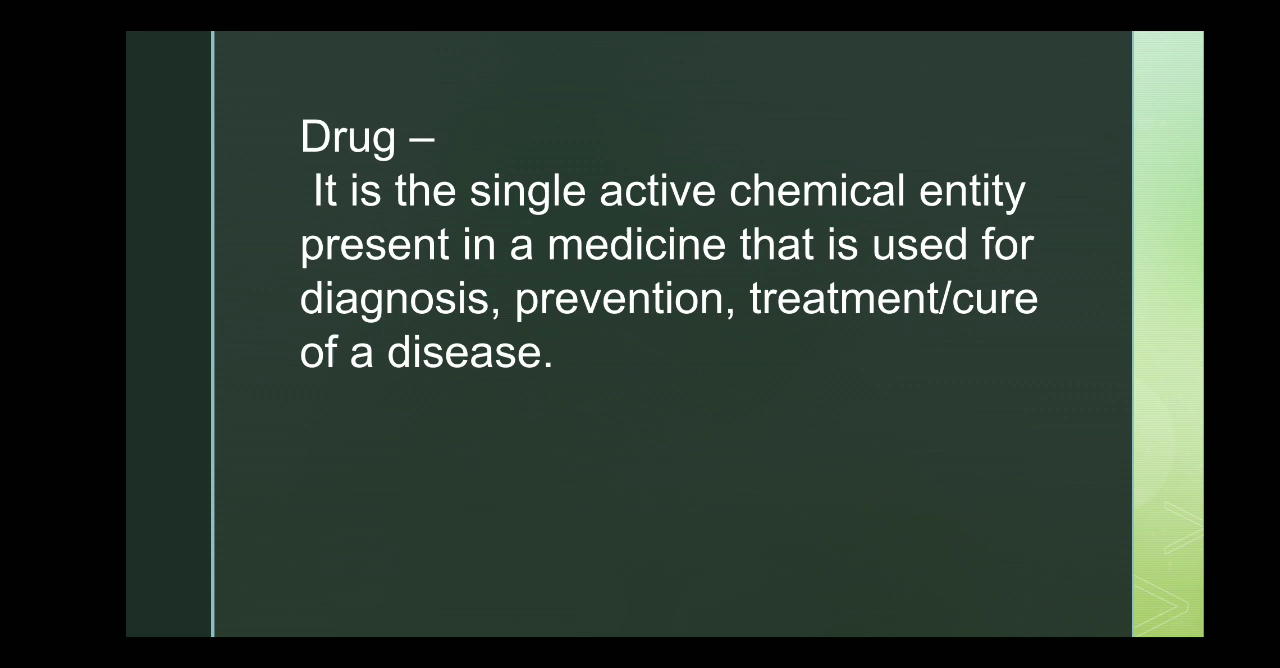 Drug –
It is the single active chemical entity
present in a medicine that is used for
diagnosis, prevention, treatment/cure
of a disease.